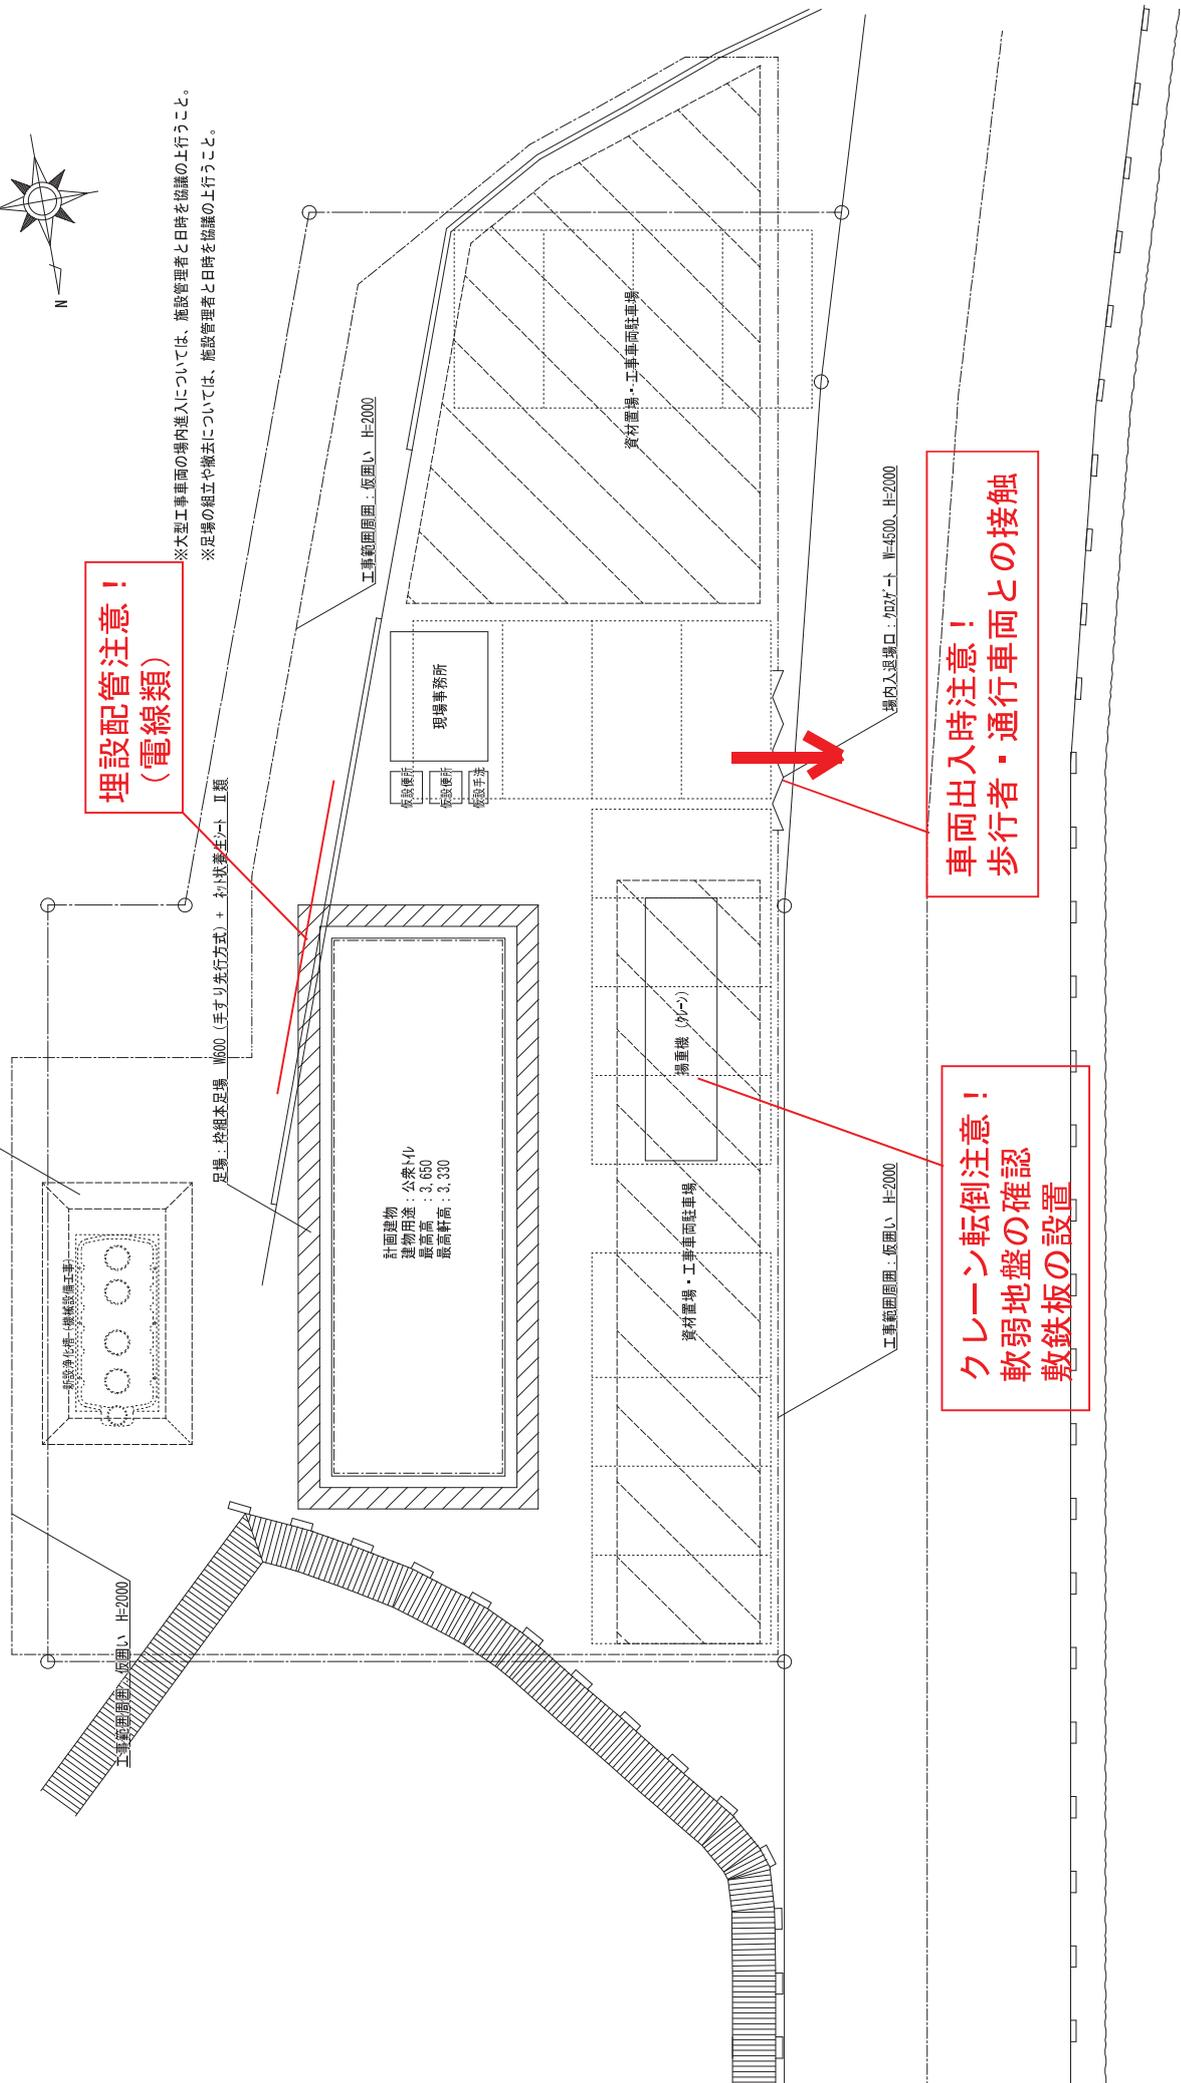 N
※大型工事車両の場内進入については、施設管理者と日時を協議の上行うこと。
※足場の組立や撤去については、施設管理者と日時を協議の上行うこと。
埋設配管注意！
（電線類）
工事範囲周囲：仮囲い H=2000
資材置場・工事車両駐車場
現場事務所
仮設便所
仮設便所
仮設手洗
足場：枠組本足場 W600（手すり先行方式）+ ﾈｯﾄ状養生ｼｰﾄ Ⅱ類
場内入退場口：ｸﾛｽｹﾞｰﾄ W=4500、H=2000
車両出入時注意！
歩行者・通行車両との接触
新設浄化槽（機械設備工事）
計画建物
建物用途：公衆ﾄｲﾚ
最高高 ：3,650
最高軒高：3,330
揚重機（ｸﾚｰﾝ）
資材置場・工事車両駐車場
工事範囲周囲：仮囲い H=2000
クレーン転倒注意！
軟弱地盤の確認
敷鉄板の設置
工事範囲周囲：仮囲い H=2000